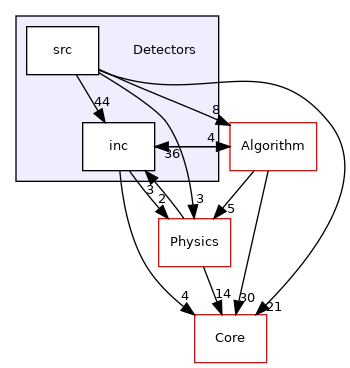 src
Detectors
44
8
inc
36
4
Algorithm
3
2
3
5
Physics
4
14
30
21
Core